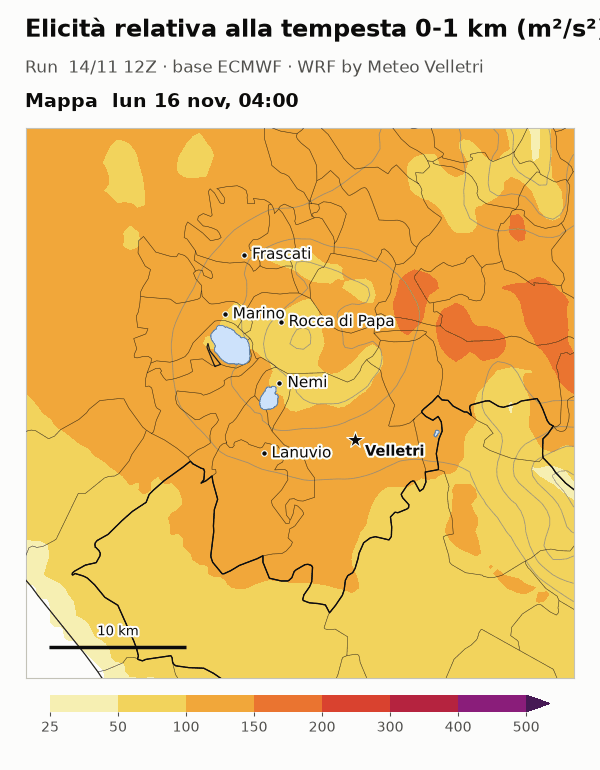 Elicità relativa alla tempesta 0-1 km (m²/s²)
Run 14/11 12Z · base ECMWF · WRF by Meteo Velletri
Mappa lun 16 nov, 04:00
Frascati
Marino
Rocca di Papa
Nemi
Velletri
Lanuvio
10 km
25 50 100 150 200 300 400 500